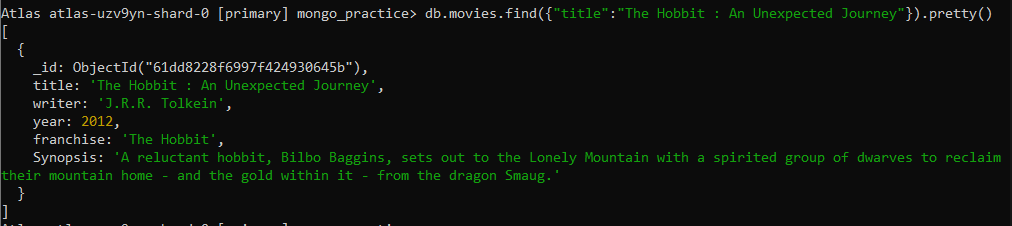 Atlas atlas-uzv9yn-shard-0 [primary] mongo_practice> db.movies.find({"title":"The Hobbit : An Unexpected Journey"}).pretty()
[
  {
    _id: ObjectId("61dd8228f6997f424930645b"),
    title: 'The Hobbit : An Unexpected Journey',
    writer: 'J.R.R. Tolkein',
    year: 2012,
    franchise: 'The Hobbit',
    Synopsis: 'A reluctant hobbit, Bilbo Baggins, sets out to the Lonely Mountain with a spirited group of dwarves to reclaim
their mountain home - and the gold within it - from the dragon Smaug.'
  }
]